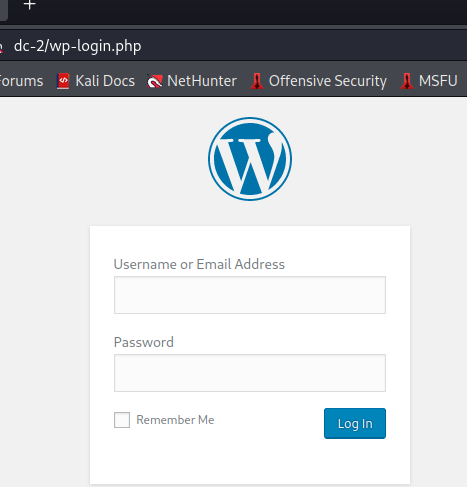 +
dc-2/wp-login.php
Forums Kali Docs NetHunter Offensive Security MSFU
W
Username or Email Address
Password
Remember Me Log In